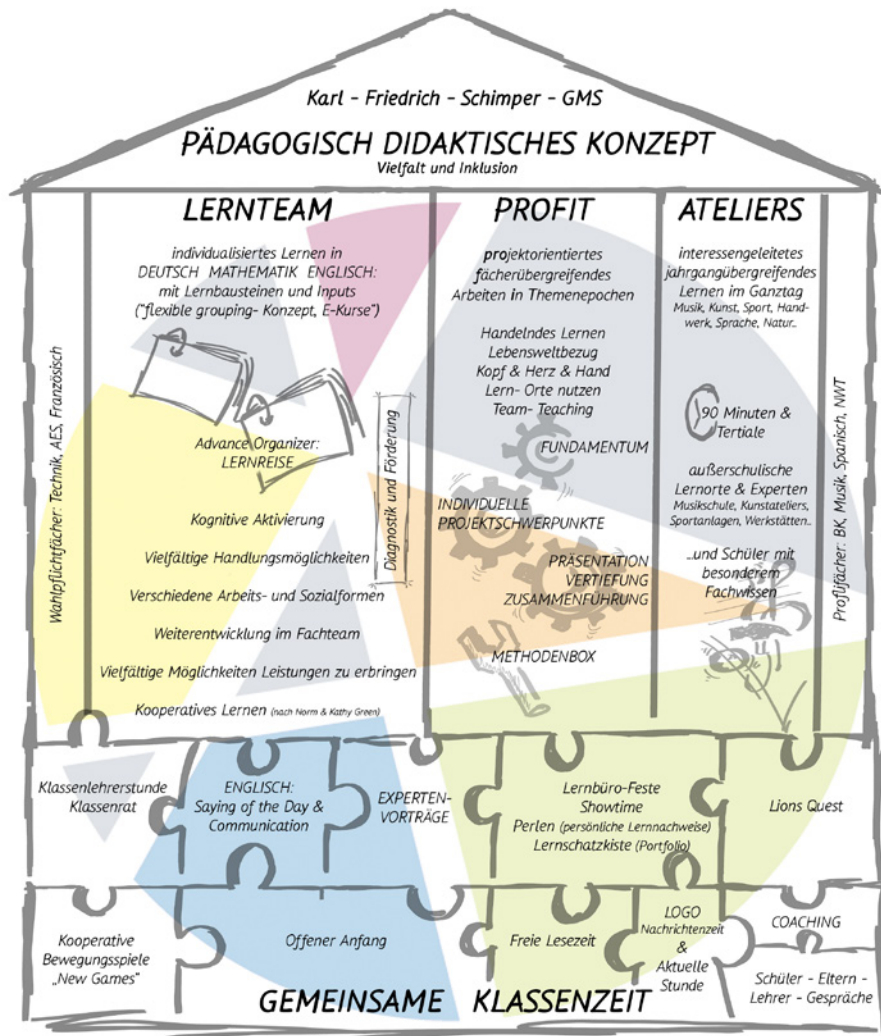 Karl - Friedrich - Schimper - GMS
PÄDAGOGISCH DIDAKTISCHES KONZEPT
Vielfalt und Inklusion
Wahlpflichtfächer: Technik, AES, Französisch
LERNTEAM
individualisiertes Lernen in
DEUTSCH MATHEMATIK ENGLISCH:
mit Lernbausteinen und Inputs
("flexible grouping- Konzept, E-Kurse“)
Advance Organizer:
LERNREISE
Diagnostik und Förderung
Kognitive Aktivierung
Vielfältige Handlungsmöglichkeiten
Verschiedene Arbeits- und Sozialformen
Weiterentwicklung im Fachteam
Vielfältige Möglichkeiten Leistungen zu erbringen
Kooperatives Lernen (nach Norm & Kathy Green)
PROFIT
projektorientiertes
fächerübergreifendes
Arbeiten in Themenepochen
Handelndes Lernen
Lebensweltbezug
Kopf & Herz & Hand
Lern- Orte nutzen
Team- Teaching
FUNDAMENTUM
INDIVIDUELLE
PROJEKTSCHWERPUNKTE
PRÄSENTATION
VERTIEFUNG
ZUSAMMENFÜHRUNG
METHODENBOX
ATELIERS
interessengeleitetes
jahrgangübergreifendes
Lernen im Ganztag
Musik, Kunst, Sport, Hand-
werk, Sprache, Natur..
90 Minuten &
Tertiale
außerschulische
Lernorte & Experten
Musikschule, Kunstateliers,
Sportanlagen, Werkstätten..
..und Schüler mit
besonderem
Fachwissen
Proflifächer: BK, Musik, Spanisch, NWT
Klassenlehrerstunde
Klassenrat
ENGLISCH:
Saying of the Day &
Communication
EXPERTEN-
VORTRÄGE
Lernbüro-Feste
Showtime
Perlen (persönliche Lernnachweise)
Lernschatzkiste (Portfolio)
Lions Quest
Kooperative
Bewegungsspiele
„New Games“
Offener Anfang
Freie Lesezeit
LOGO
Nachrichtenzeit
&
Aktuelle
Stunde
COACHING
Schüler - Eltern -
Lehrer - Gespräche
GEMEINSAME KLASSENZEIT